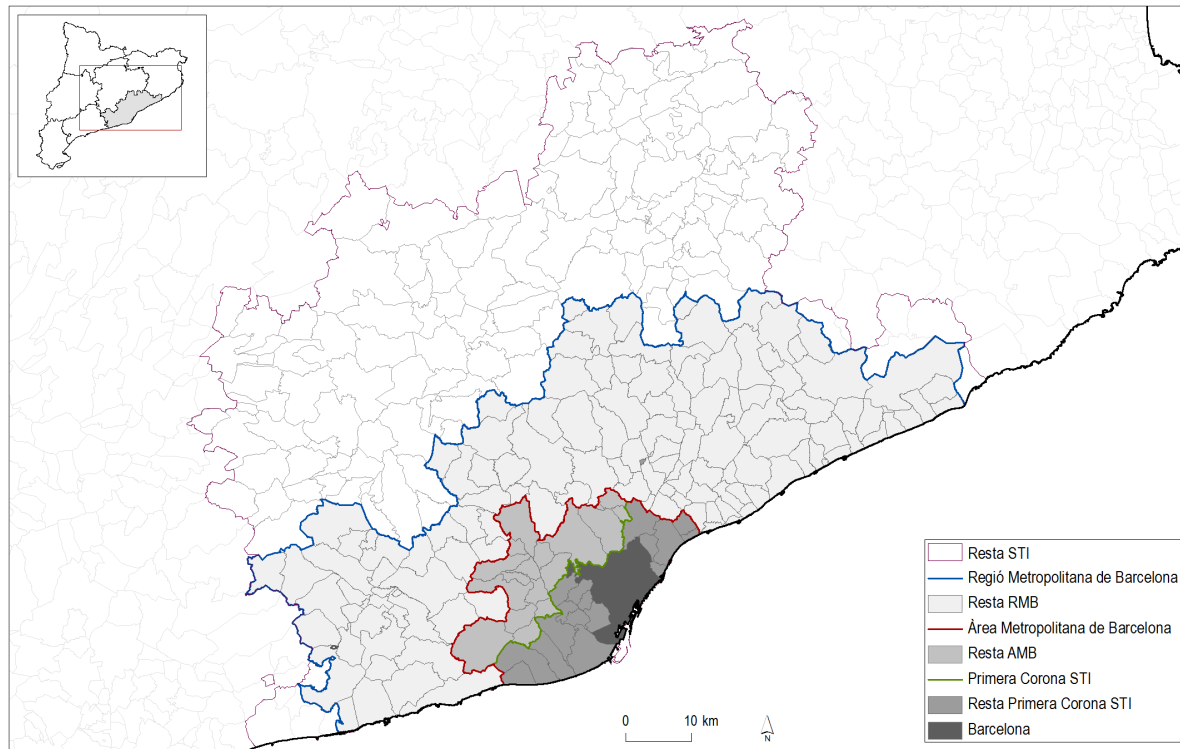 Resta STI
Regió Metropolitana de Barcelona
Resta RMB
Àrea Metropolitana de Barcelona
Resta AMB
Primera Corona STI
Resta Primera Corona STI
Barcelona
0 10 km
N